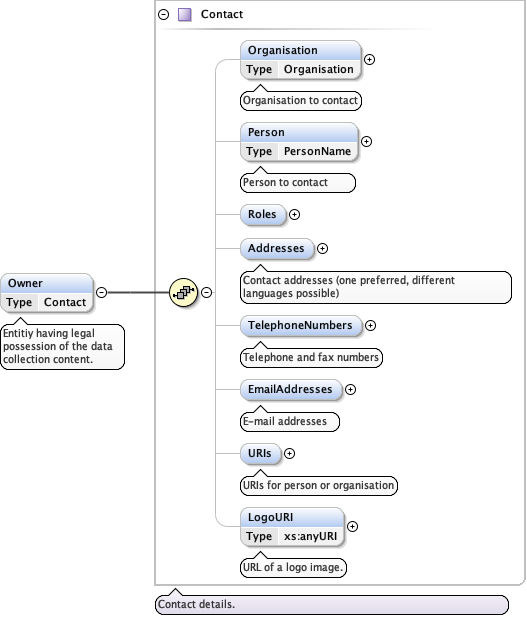 Contact
Organisation
Type Organisation
Organisation to contact
Person
Type PersonName
Person to contact
Roles
Addresses
Contact addresses (one preferred, different
languages possible)
Owner
Type Contact
Entitiy having legal
possession of the data
collection content.
TelephoneNumbers
Telephone and fax numbers
EmailAddresses
E-mail addresses
URIs
URIs for person or organisation
LogoURI
Type xs:anyURI
URL of a logo image.
Contact details.